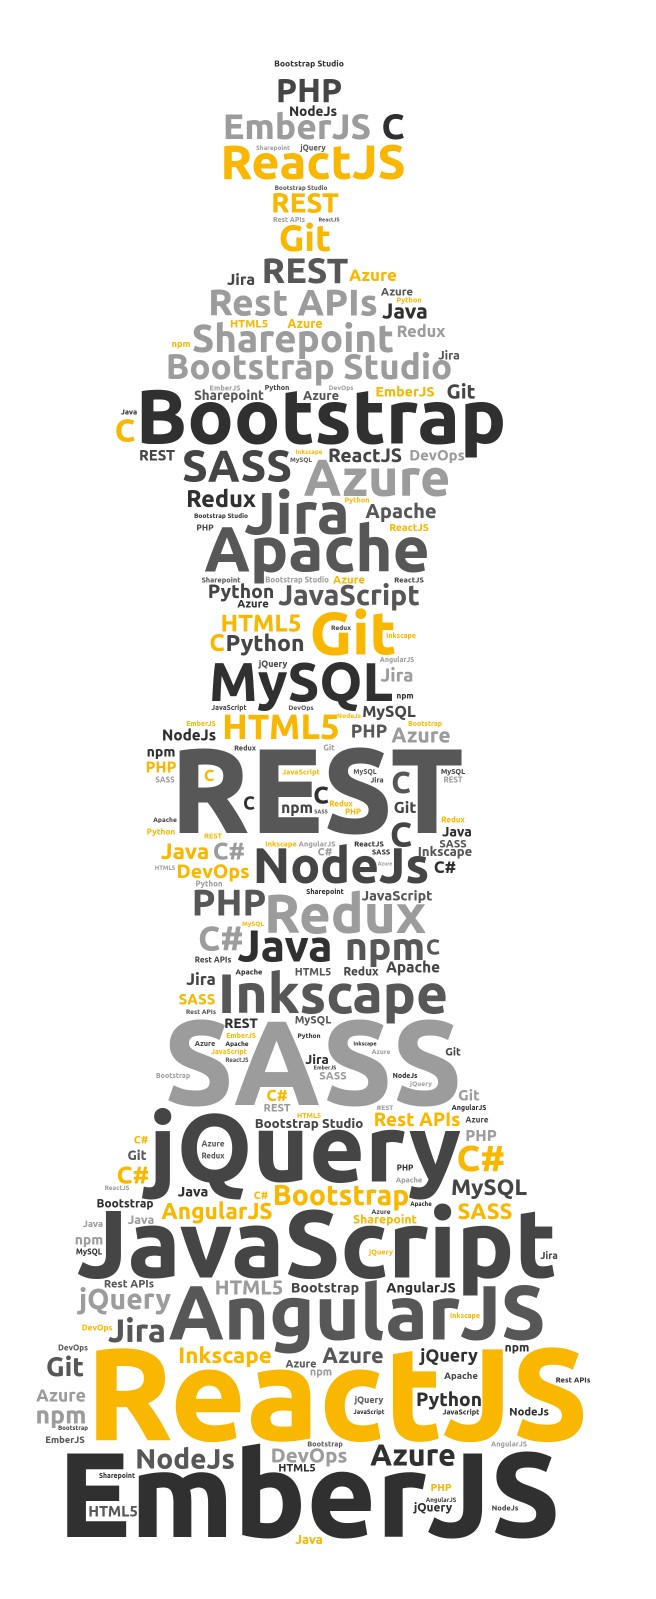 Bootstrap Studio
PHP
NodeJs
EmberJS C
Sharepoint jQuery
ReactJS
Bootstrap Studio
REST
Rest APIs ReactJS
Git
Jira REST Azure
Rest APIs Azure
Python
Java
HTML5 Azure
npm Sharepoint Redux
Bootstrap Studio Jira
EmberJS Python DevOps
Sharepoint Azure EmberJS Git
Java
C Bootstrap
REST SASS Inkscape ReactJS DevOps
MySQL
Azure
Redux Jira Python Apache
Bootstrap Studio
PHP Apache ReactJS
Sharepoint Bootstrap Studio Azure ReactJS
Python JavaScript
Azure
HTML5 Git Redux
C Python Inkscape
jQuery AngularJS
MySQL Jira
npm
JavaScript DevOps NodeJs MySQL
EmberJS HTML5 Bootstrap
NodeJs PHP Azure
npm Redux Git
PHP REST JavaScript MySQL MySQL
SASS C Jira C REST
C npm C SASS Redux PHP Git
Apache Redux
Python REST C Java
Inkscape AngularJS ReactJS SASS
Java C# NodeJs C# SASS Inkscape
HTML5 DevOps Azure C#
Python
Sharepoint JavaScript
PHP Redux
MySQL
C# Java npm C
Rest APIs
Apache HTML5 Redux Apache
Jira Inkscape
SASS
Rest APIs
REST MySQL
EmberJS Python
Azure Apache Inkscape
JavaScript SASS Azure Git
ReactJS Jira
EmberJS
Bootstrap SASS NodeJs
jQuery
C# Git
REST REST AngularJS
HTML5 Rest APIs Azure
Bootstrap Studio
C# jQuery Azure PHP
Git Redux C#
PHP
C# Apache
ReactJS Java C# Bootstrap MySQL
Bootstrap Apache
AngularJS Azure SASS
Java Java Sharepoint
npm JavaScript
MySQL jQuery Jira
Rest APIs HTML5 Bootstrap AngularJS
jQuery AngularJS
Inkscape
DevOps Jira
DevOps Inkscape Azure jQuery npm
Git Azure npm Apache
ReactJS Rest APIs
Azure jQuery Python
npm JavaScript JavaScript NodeJs
Bootstrap
EmberJS Bootstrap AngularJS
NodeJs DevOps Azure
HTML5
Sharepoint EmberJS
PHP
HTML5 AngularJS
jQuery NodeJs
Java